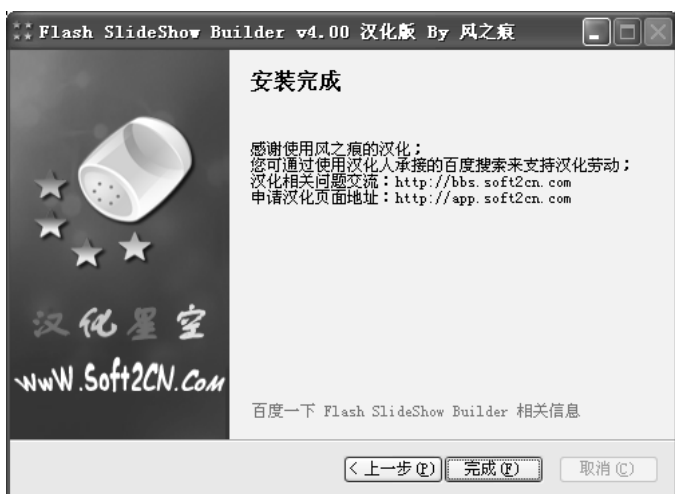 Flash SlideShow Builder v4.00 汉化版 By 风之痕
安装完成
感谢使用风之痕的汉化;
您可通过使用汉化人承接的百度搜索来支持汉化劳动;
汉化相关问题交流:http://bbs.soft2cn.com
申请汉化页面地址:http://app.soft2cn.com
汉化星空
WwW.Soft2CN.Com
百度一下 Flash SlideShow Builder 相关信息
<上一步(P) 完成(F) 取消(C)